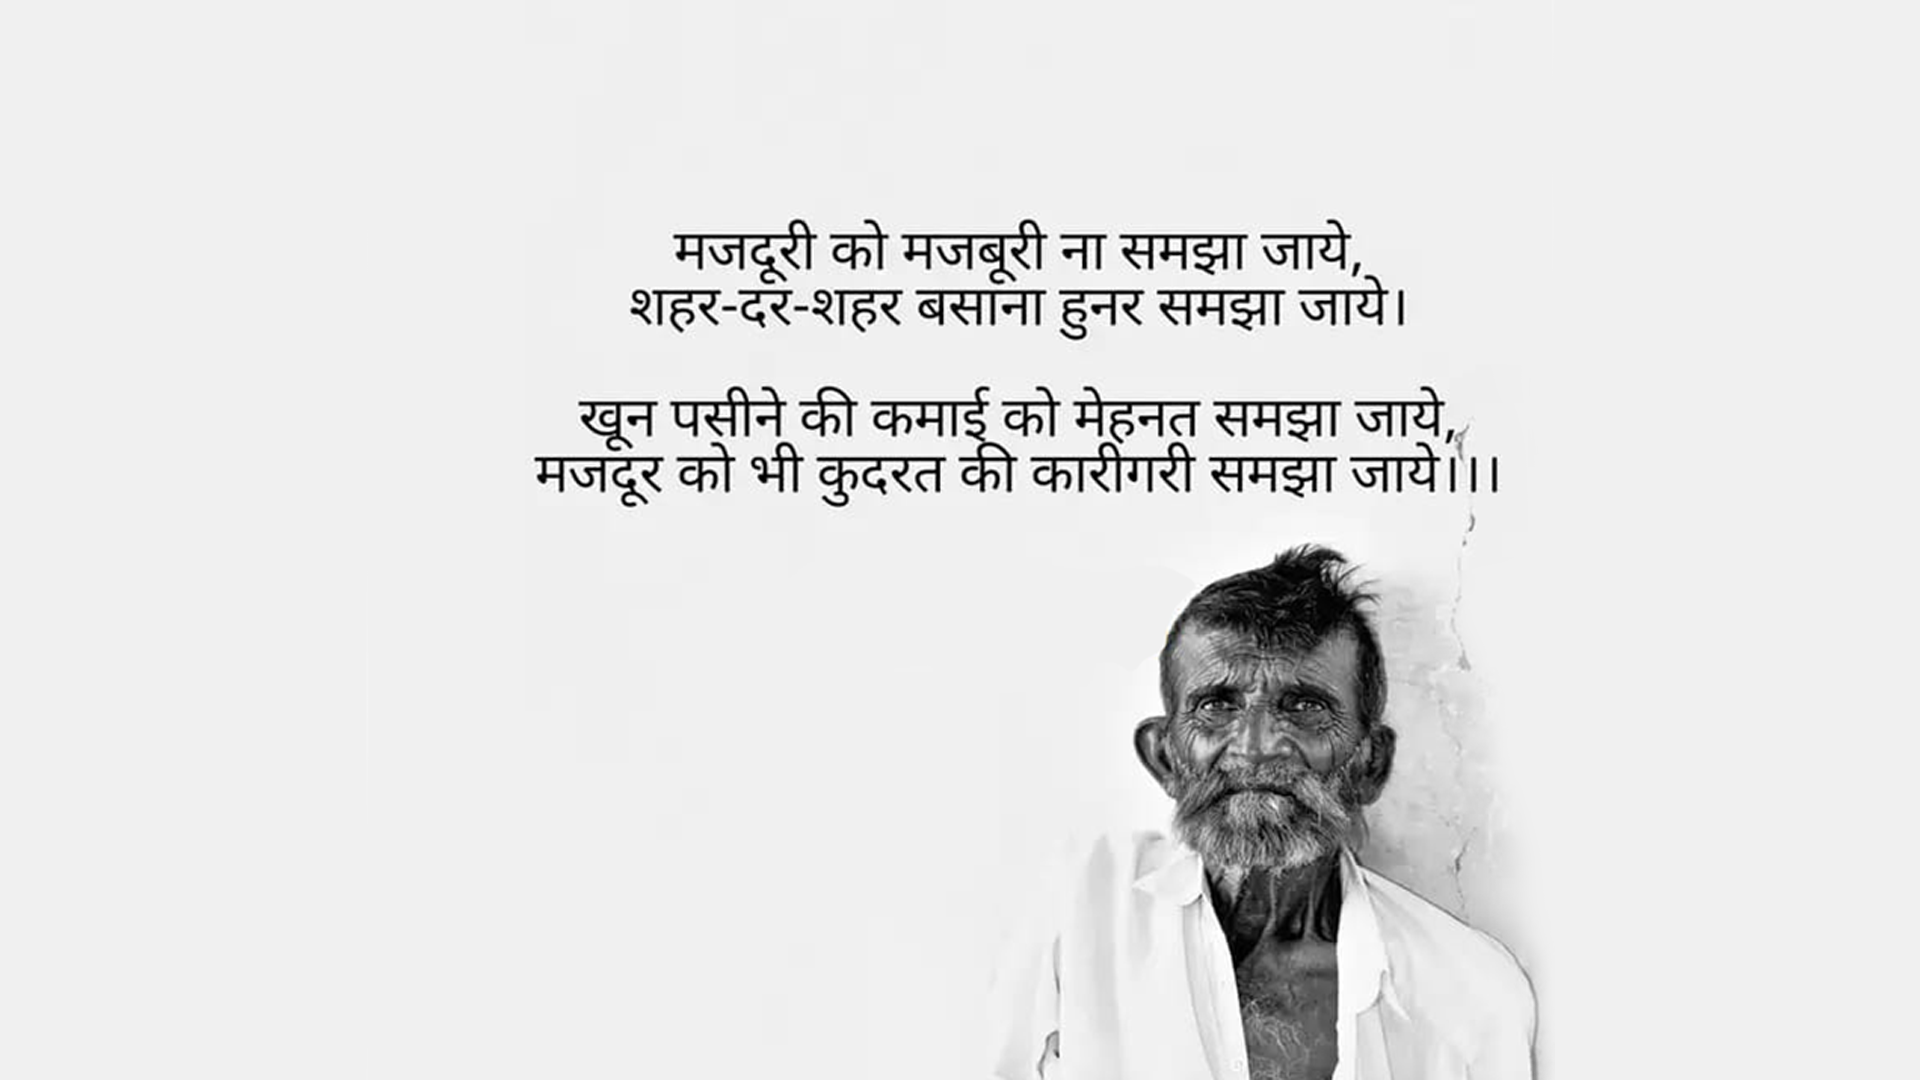 मजदूरी को मजबूरी ना समझा जाये,
शहर-दर-शहर बसाना हुनर समझा जाये।
खून पसीने की कमाई को मेहनत समझा जाये,
मजदूर को भी कुदरत की कारीगरी समझा जाये।।।